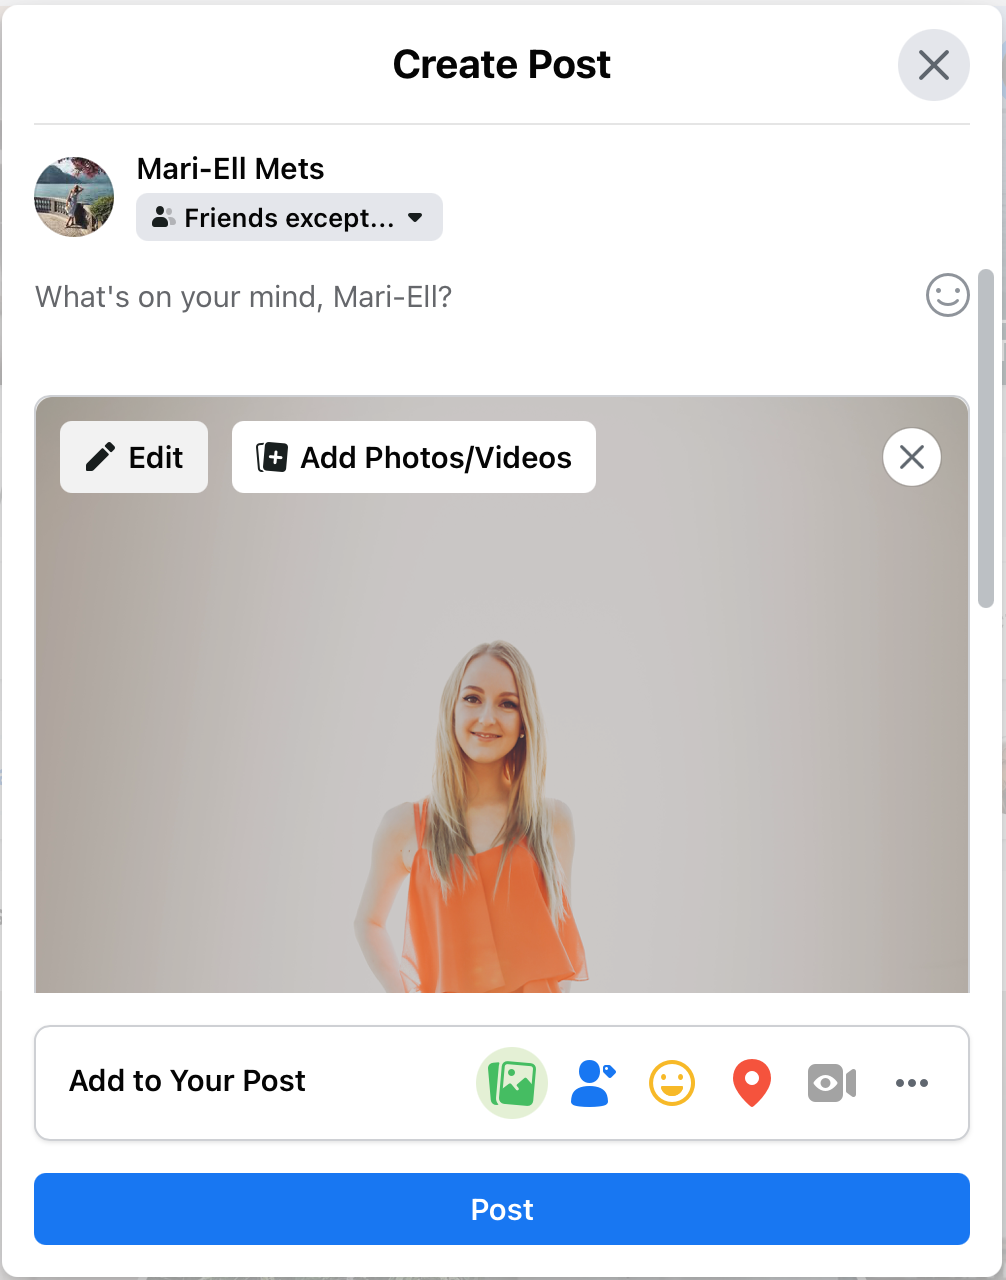 Create Post
Mari-Ell Mets
Friends except...
What's on your mind, Mari-Ell?
Edit
Add Photos/Videos
Add to Your Post
Post